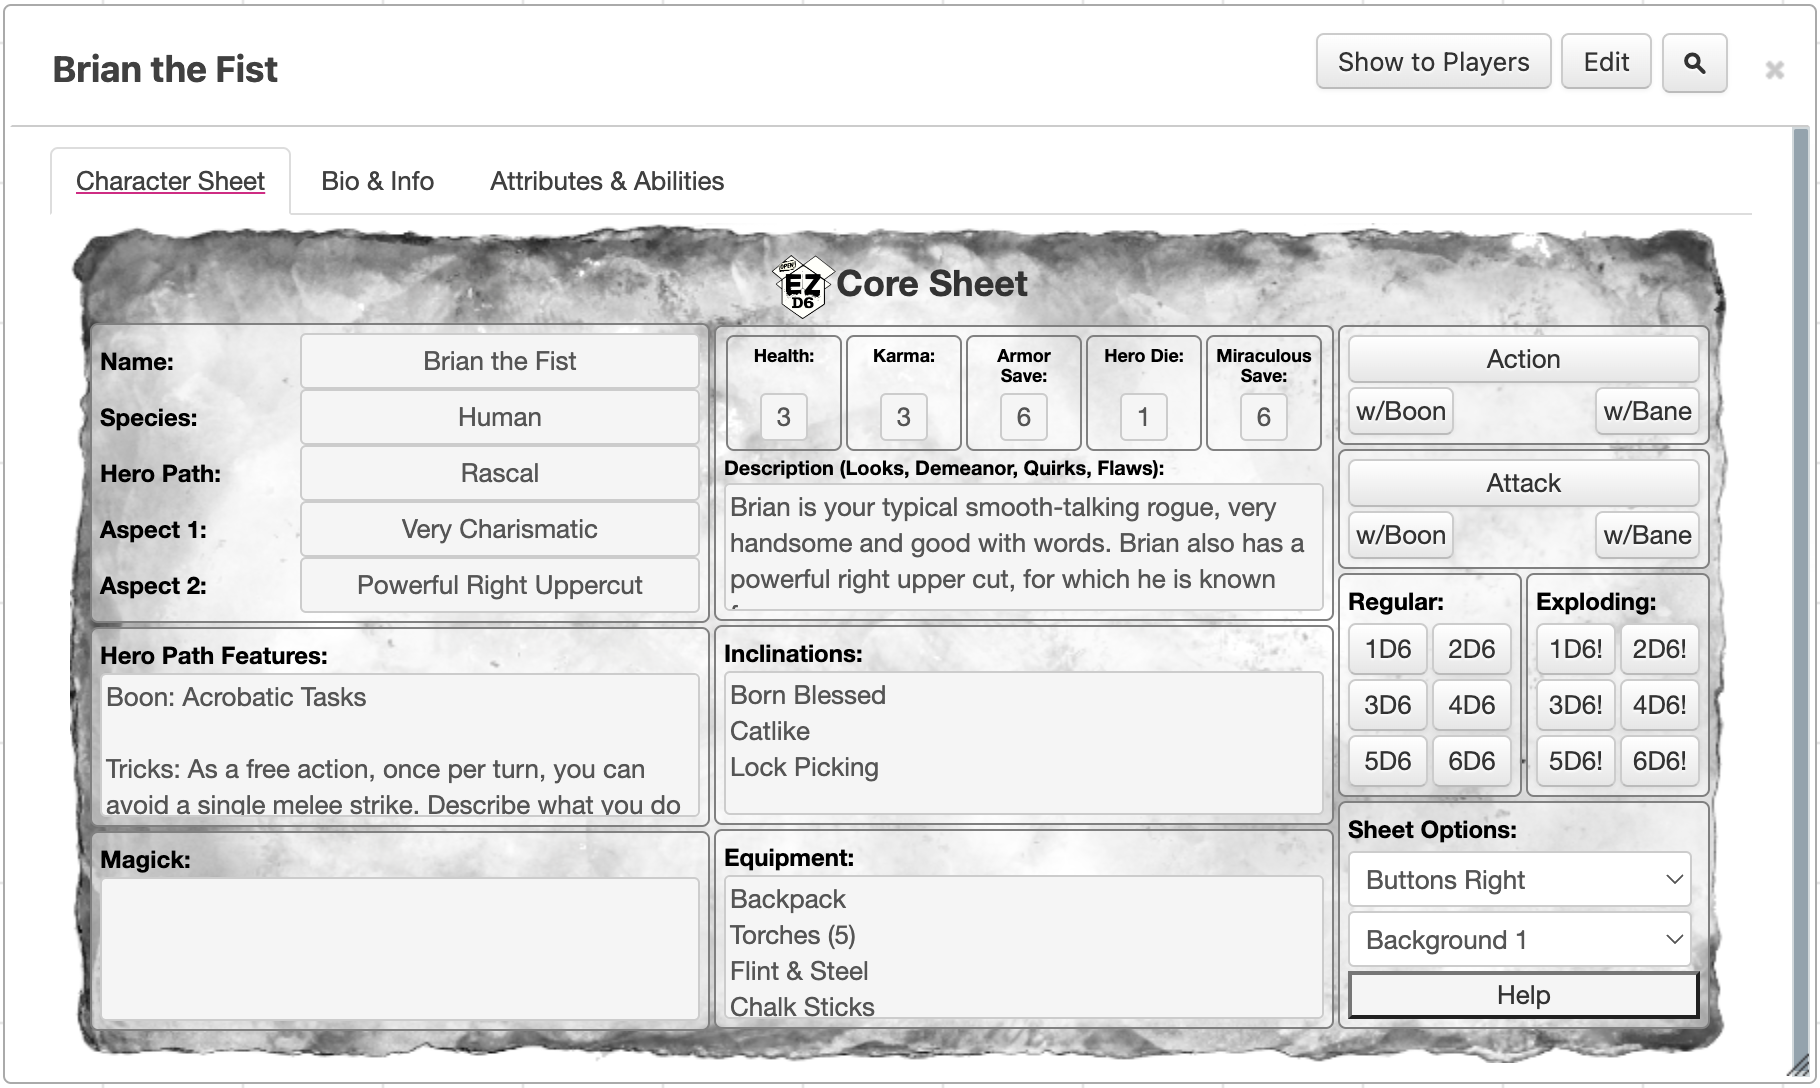 Brian the Fist
Show to Players
Edit
Character Sheet
Bio & Info
Attributes & Abilities
OPEN!
EZ
D6
Core Sheet
Name:
Brian the Fist
Species:
Human
Hero Path:
Rascal
Aspect 1:
Very Charismatic
Aspect 2:
Powerful Right Uppercut
Hero Path Features:
Boon: Acrobatic Tasks
Tricks: As a free action, once per turn, you can
avoid a single melee strike. Describe what you do
Magick:
Health:
3
Karma:
3
Armor
Save:
6
Hero Die:
1
Miraculous
Save:
6
Description (Looks, Demeanor, Quirks, Flaws):
Brian is your typical smooth-talking rogue, very
handsome and good with words. Brian also has a
powerful right upper cut, for which he is known
Inclinations:
Born Blessed
Catlike
Lock Picking
Equipment:
Backpack
Torches (5)
Flint & Steel
Chalk Sticks
Action
w/Boon
w/Bane
Attack
w/Boon
w/Bane
Regular:
1D6 2D6
3D6 4D6
5D6 6D6
Exploding:
1D6! 2D6!
3D6! 4D6!
5D6! 6D6!
Sheet Options:
Buttons Right
Background 1
Help